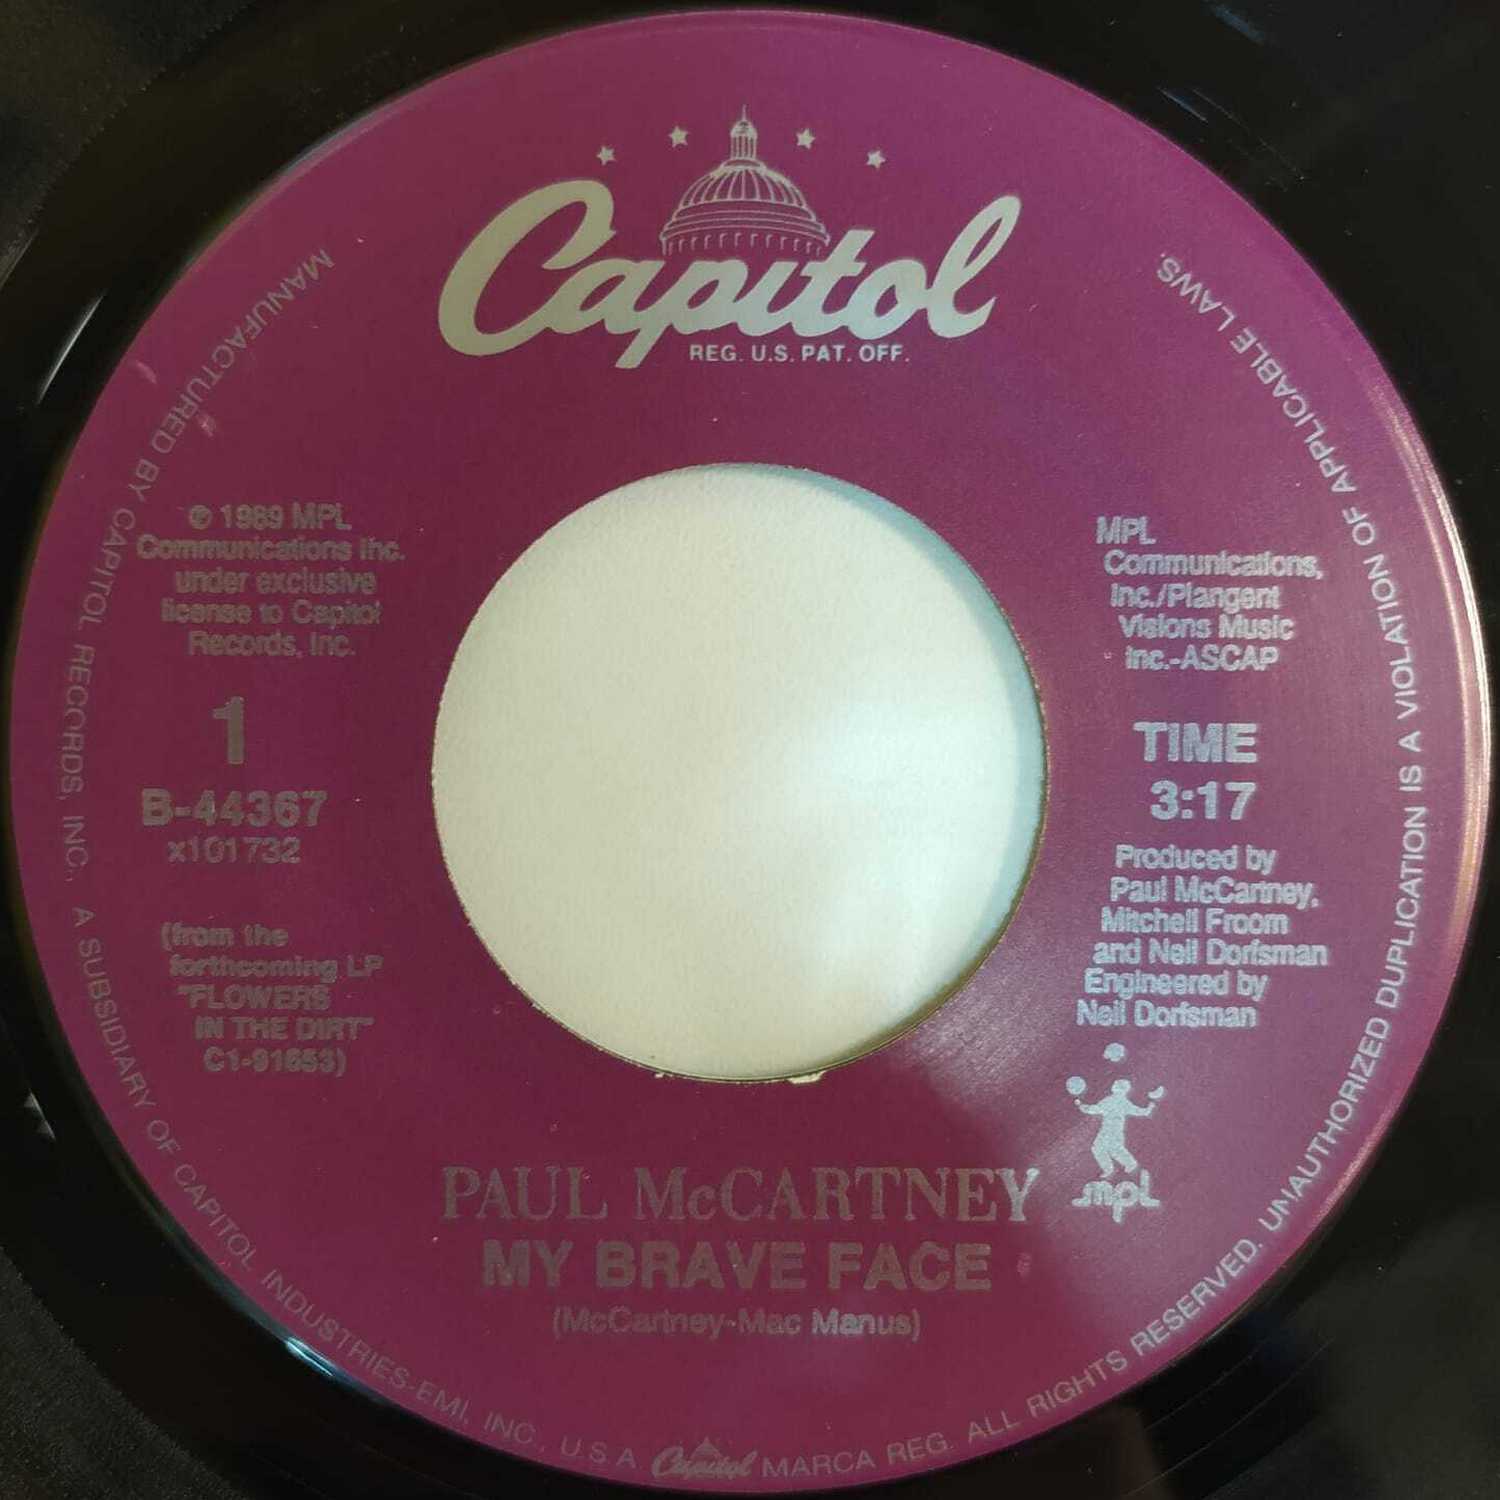 Capitol
REG. U.S. PAT. OFF.
℗ 1989 MPL
Communications Inc.
under exclusive
license to Capitol
Records, Inc.
1
B-44367
x101732
(from the
forthcoming LP
"FLOWERS
IN THE DIRT"
C1-91653)
MPL
Communications,
Inc./Plangent
Visions Music
Inc.-ASCAP
TIME
3:17
Produced by
Paul McCartney,
Mitchell Froom
and Neil Dorfsman
Engineered by
Neil Dorfsman
mpl
PAUL McCARTNEY
MY BRAVE FACE
(McCartney-Mac Manus)
MANUFACTURED BY CAPITOL RECORDS, INC., A SUBSIDIARY OF CAPITOL INDUSTRIES-EMI, INC., U.S.A. Capitol MARCA REG. ALL RIGHTS RESERVED. UNAUTHORIZED DUPLICATION IS A VIOLATION OF APPLICABLE LAWS.